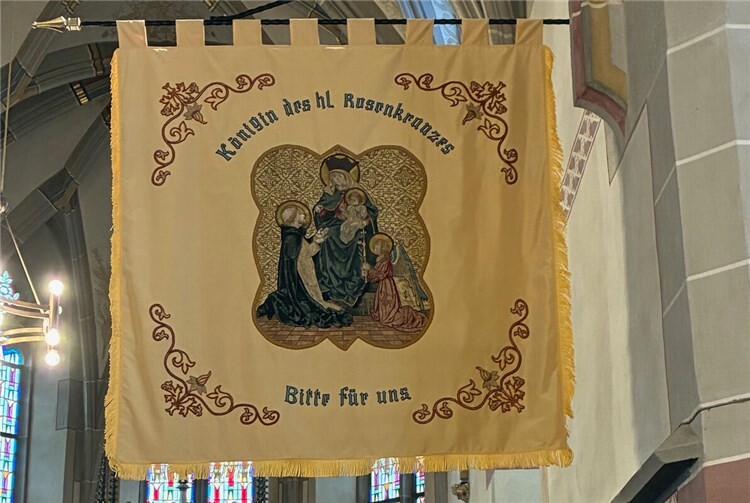 Königin des hl. Rosenkranzes
Bitte für uns